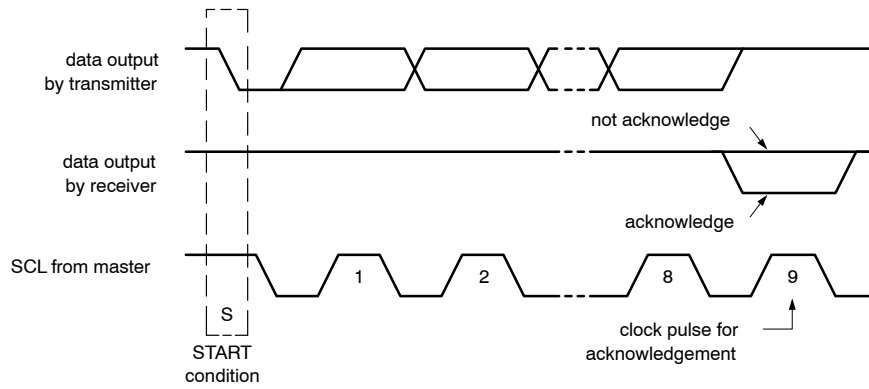 data output
by transmitter
not acknowledge
data output
by receiver
acknowledge
SCL from master
1
2
8
9
S
START
condition
clock pulse for
acknowledgement